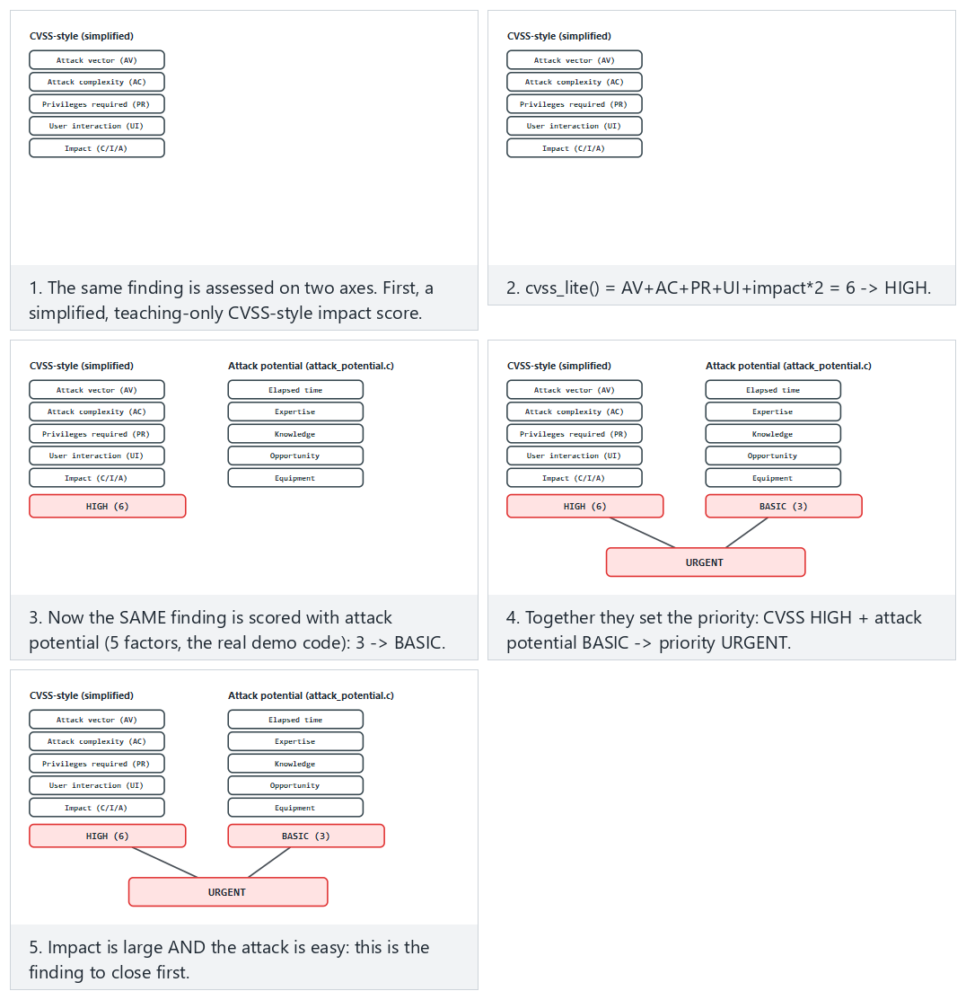 CVSS-style (simplified)
Attack vector (AV)
Attack complexity (AC)
Privileges required (PR)
User interaction (UI)
Impact (C/I/A)
1. The same finding is assessed on two axes. First, a
simplified, teaching-only CVSS-style impact score.
CVSS-style (simplified)
Attack vector (AV)
Attack complexity (AC)
Privileges required (PR)
User interaction (UI)
Impact (C/I/A)
2. cvss_lite() = AV+AC+PR+UI+impact*2 = 6 -> HIGH.
CVSS-style (simplified)
Attack vector (AV)
Attack complexity (AC)
Privileges required (PR)
User interaction (UI)
Impact (C/I/A)
HIGH (6)
Attack potential (attack_potential.c)
Elapsed time
Expertise
Knowledge
Opportunity
Equipment
3. Now the SAME finding is scored with attack
potential (5 factors, the real demo code): 3 -> BASIC.
CVSS-style (simplified)
Attack vector (AV)
Attack complexity (AC)
Privileges required (PR)
User interaction (UI)
Impact (C/I/A)
HIGH (6)
Attack potential (attack_potential.c)
Elapsed time
Expertise
Knowledge
Opportunity
Equipment
BASIC (3)
URGENT
4. Together they set the priority: CVSS HIGH + attack
potential BASIC -> priority URGENT.
CVSS-style (simplified)
Attack vector (AV)
Attack complexity (AC)
Privileges required (PR)
User interaction (UI)
Impact (C/I/A)
HIGH (6)
Attack potential (attack_potential.c)
Elapsed time
Expertise
Knowledge
Opportunity
Equipment
BASIC (3)
URGENT
5. Impact is large AND the attack is easy: this is the
finding to close first.